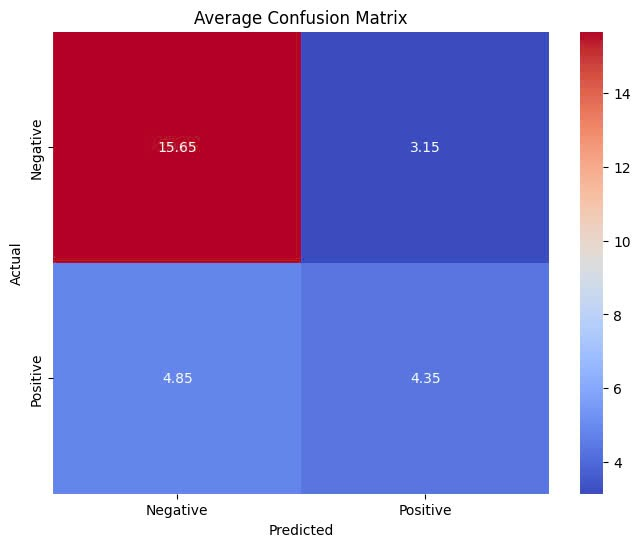 Average Confusion Matrix
Actual
Negative
Positive
15.65
3.15
4.85
4.35
Negative
Positive
Predicted
14
12
10
8
6
4